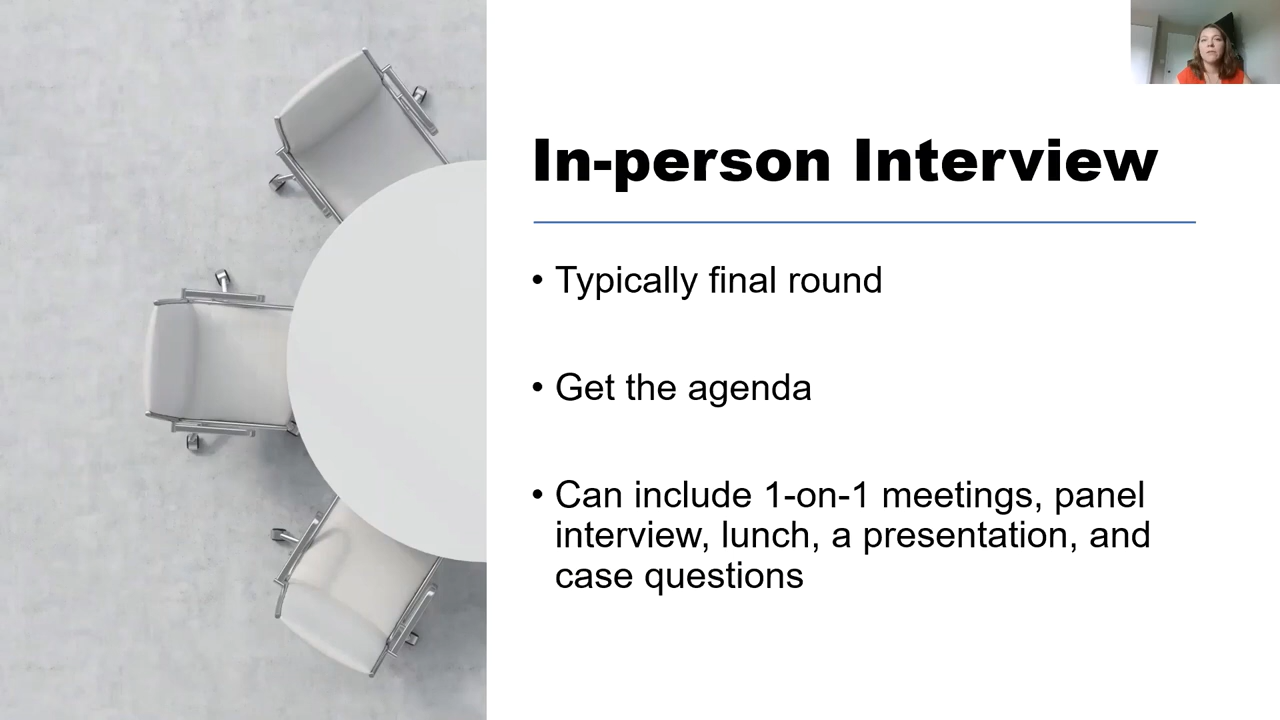 In-person Interview
• Typically final round
• Get the agenda
• Can include 1-on-1 meetings, panel
interview, lunch, a presentation, and
case questions